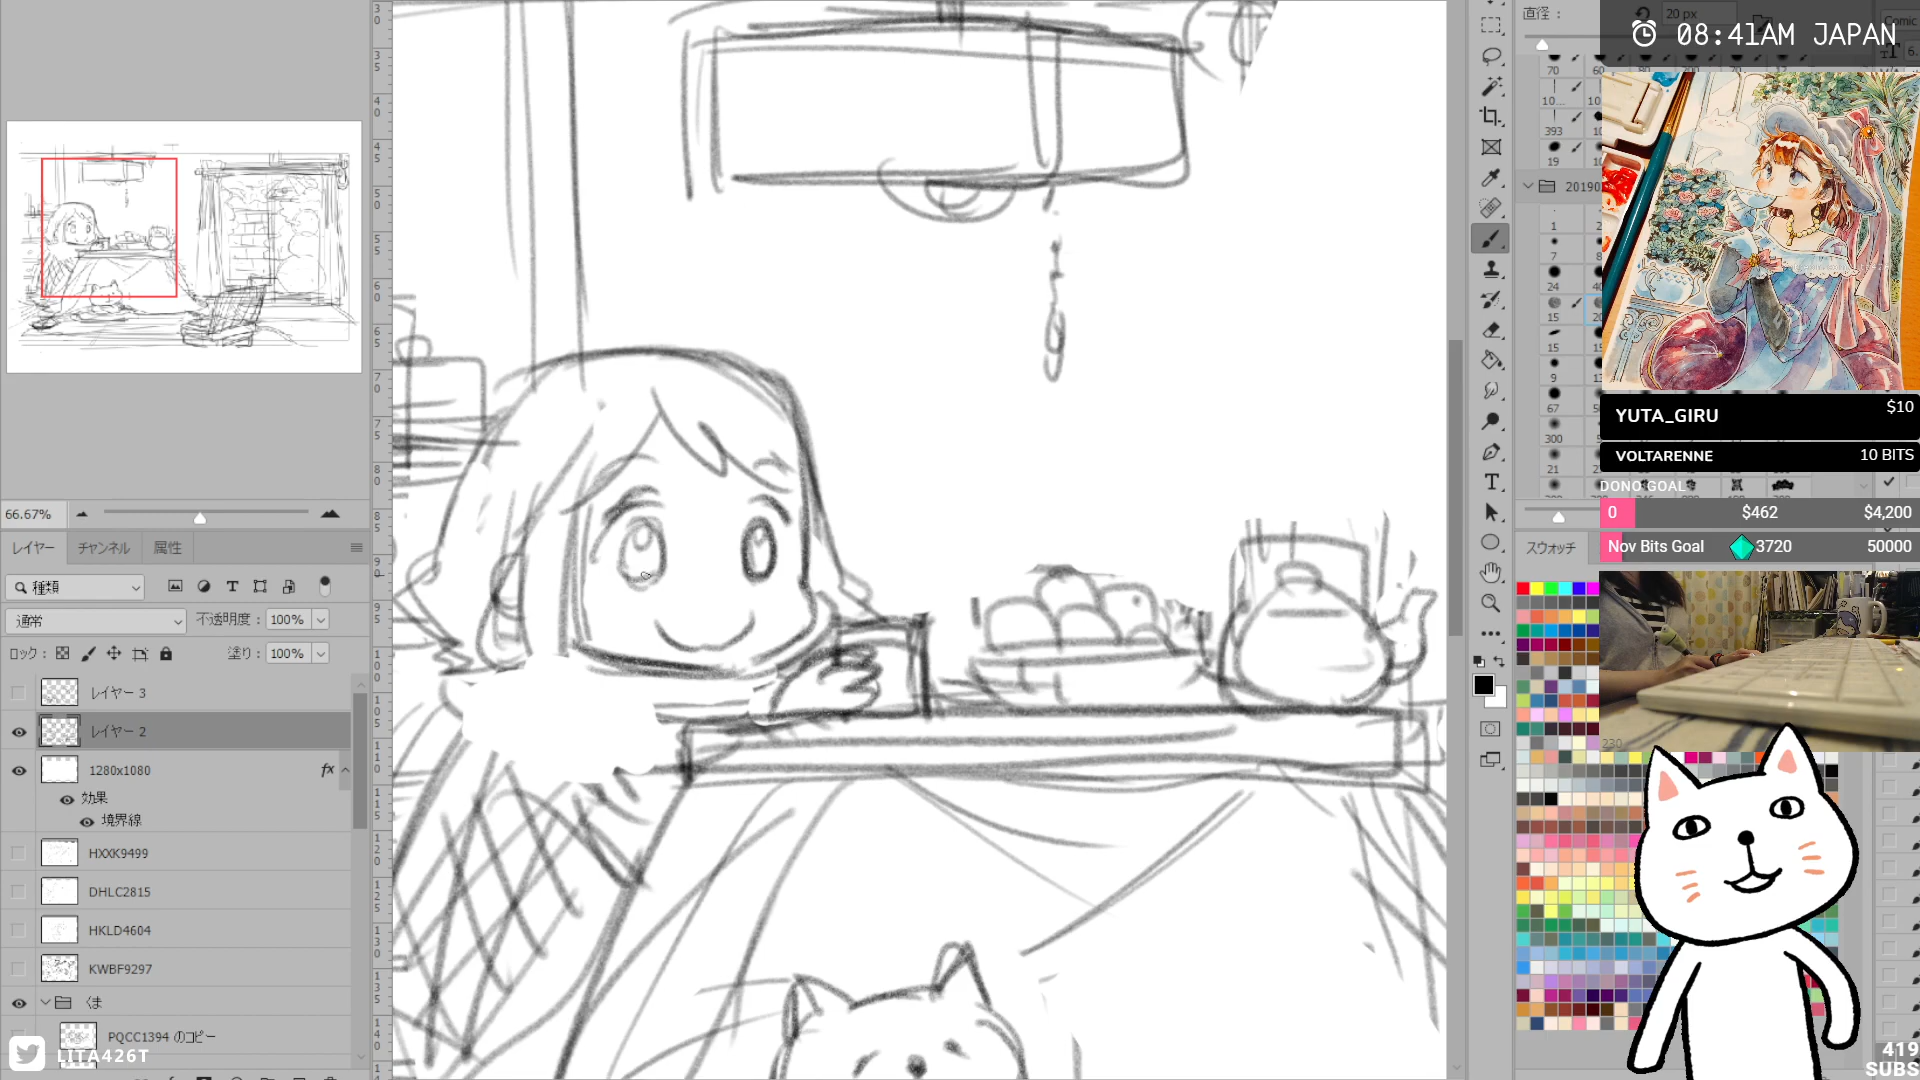 直径：
20 px
08:41AM JAPAN
YUTA_GIRU
$10
VOLTARENNE
10 BITS
DONO GOAL
0
$462
$4,200
Nov Bits Goal
3720
50000
スウォッチ
66.67%
レイヤー
チャンネル
属性
種類
通常
不透明度：
100%
ロック：
塗り：
100%
レイヤー 3
レイヤー 2
1280x1080
fx
効果
境界線
HXXK9499
DHLC2815
HKLD4604
KWBF9297
くま
PQCC1394 のコピー
LITA426T
419
SUBS